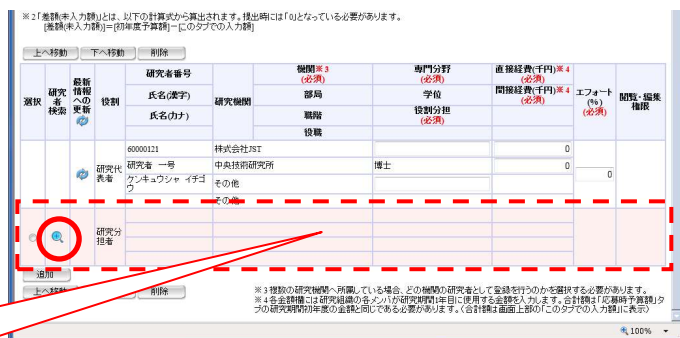 ※2「差額(未入力額)」とは、以下の計算式から算出されます。提出時には「0」となっている必要があります。
[差額(未入力額)]=[初年度予算額]-[このタブでの入力額]
上へ移動 下へ移動 削除
選択
研究者検索
最新情報への更新
役割
研究者番号
氏名(漢字)
氏名(カナ)
研究機関
機関※3
(必須)
部局
職階
役職
専門分野
(必須)
学位
役割分担
(必須)
直接経費(千円)※4
(必須)
間接経費(千円)※4
(必須)
エフォート
(%)
(必須)
閲覧・編集
権限
研究代表者
60000121 株式会社JST 0
研究者 一号 中央技術研究所 博士 0
ケンキュウシャ イチゴウ その他
その他
0
研究分担者
追加
上へ移動 削除
※3 複数の研究機関へ所属している場合、どの機関の研究者として登録を行うのかを選択する必要があります。
※4 各金額欄には研究組織の各メンバが研究期間1年目に使用する金額を入力します。合計額は「応募時予算額」タ
ブの研究期間初年度の金額と同じである必要があります。(合計額は画面上部の「このタブでの入力額」に表示)
100%